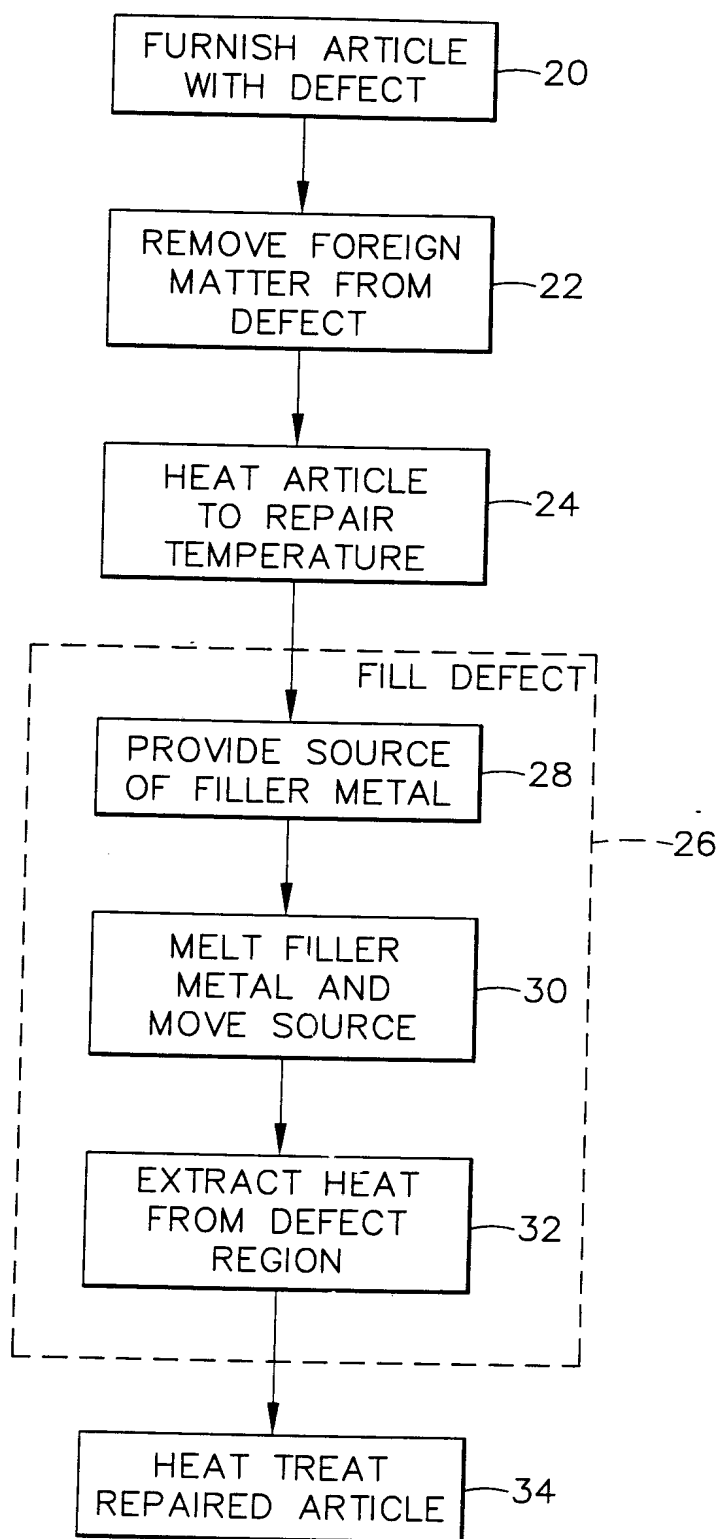 FURNISH ARTICLE
WITH DEFECT
20
REMOVE FOREIGN
MATTER FROM
DEFECT
22
HEAT ARTICLE
TO REPAIR
TEMPERATURE
24
FILL DEFECT
PROVIDE SOURCE
OF FILLER METAL
28
26
MELT FILLER
METAL AND
MOVE SOURCE
30
EXTRACT HEAT
FROM DEFECT
REGION
32
HEAT TREAT
REPAIRED ARTICLE
34